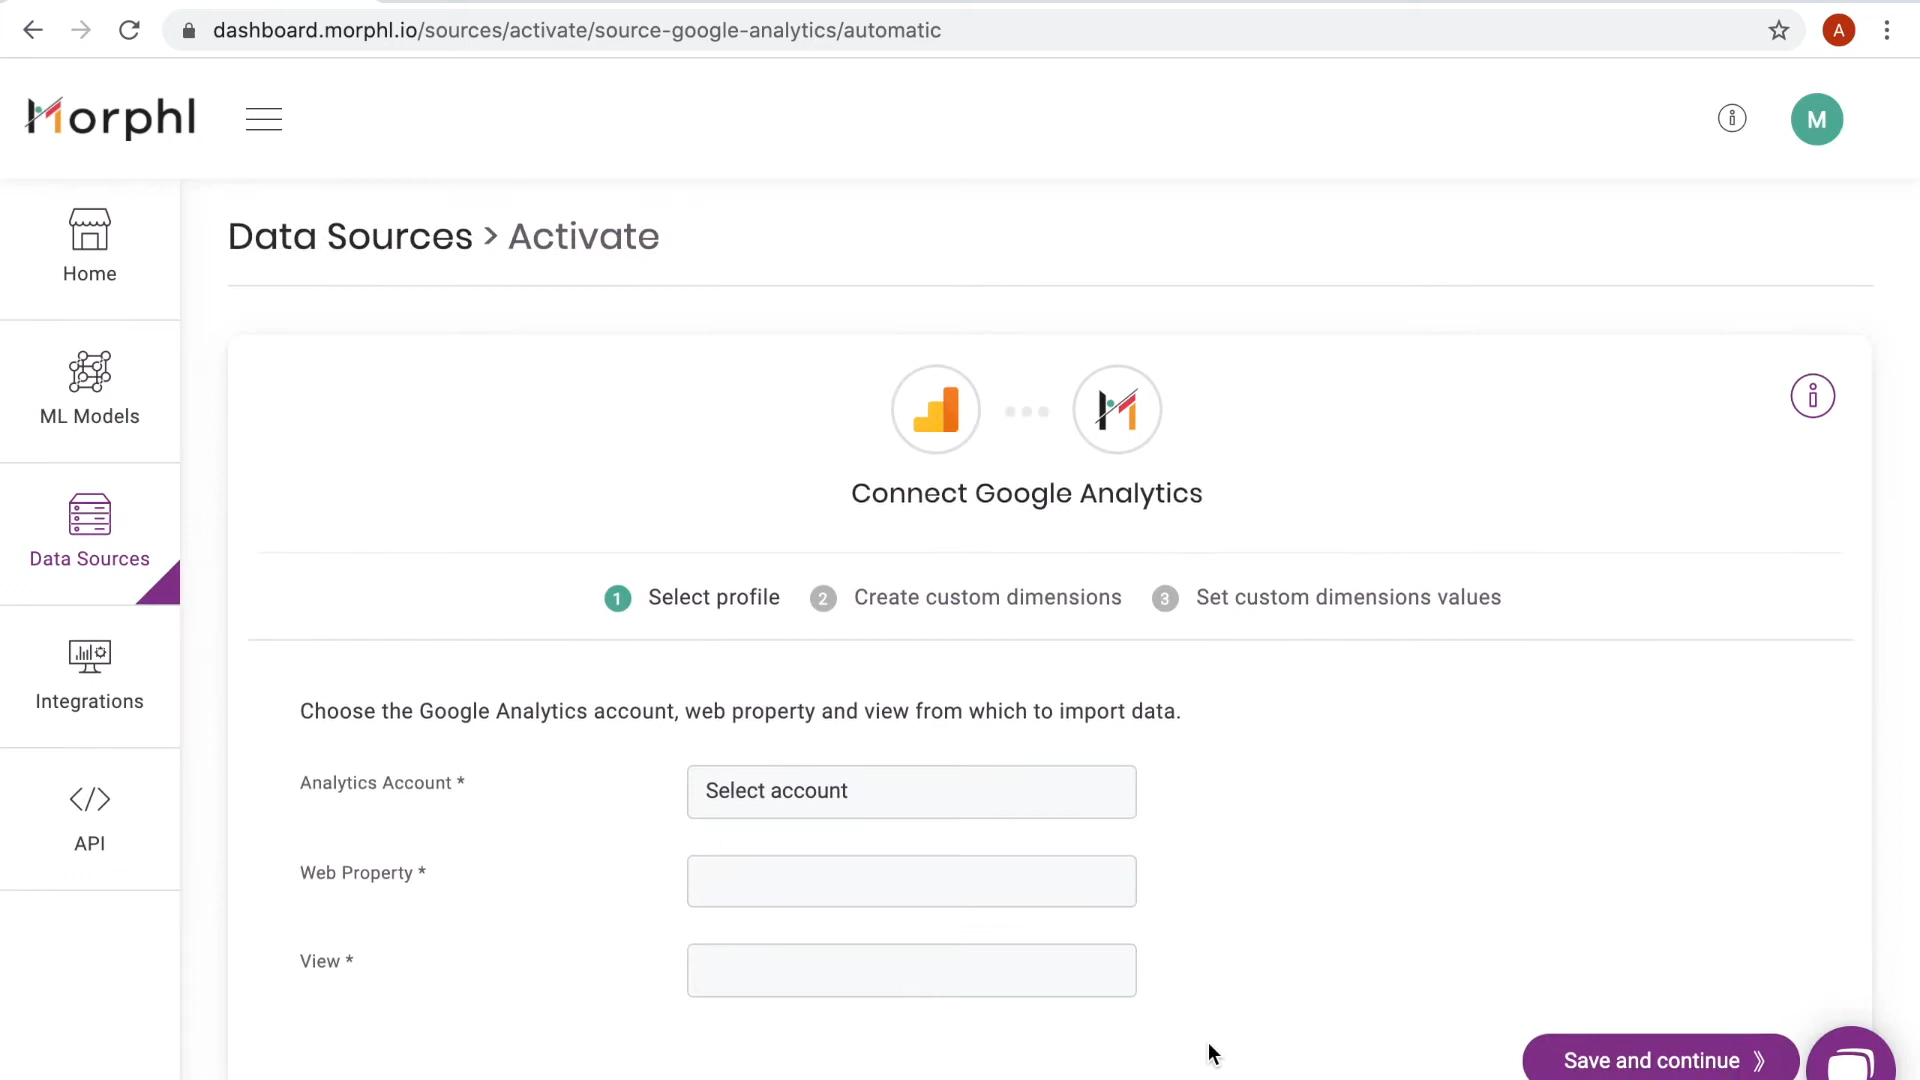 dashboard.morphl.io/sources/activate/source-google-analytics/automatic
A
Morphl
M
Data Sources > Activate
Home
ML Models
Data Sources
Integrations
API
Connect Google Analytics
1 Select profile 2 Create custom dimensions 3 Set custom dimensions values
Choose the Google Analytics account, web property and view from which to import data.
Analytics Account * Select account
Web Property *
View *
Save and continue